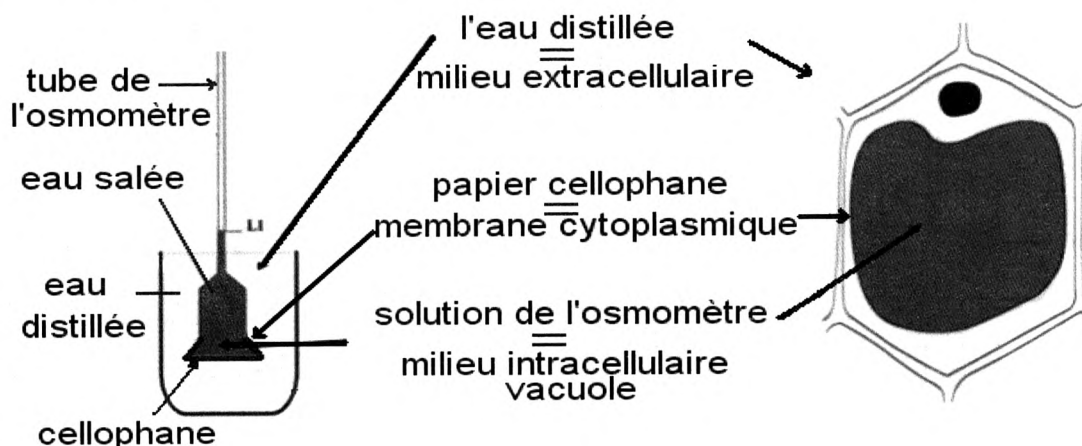 l'eau distillée
=
milieu extracellulaire
tube de
l'osmomètre
eau salée
papier cellophane
=
membrane cytoplasmique
eau
distillée
solution de l'osmomètre
=
milieu intracellulaire
vacuole
cellophane